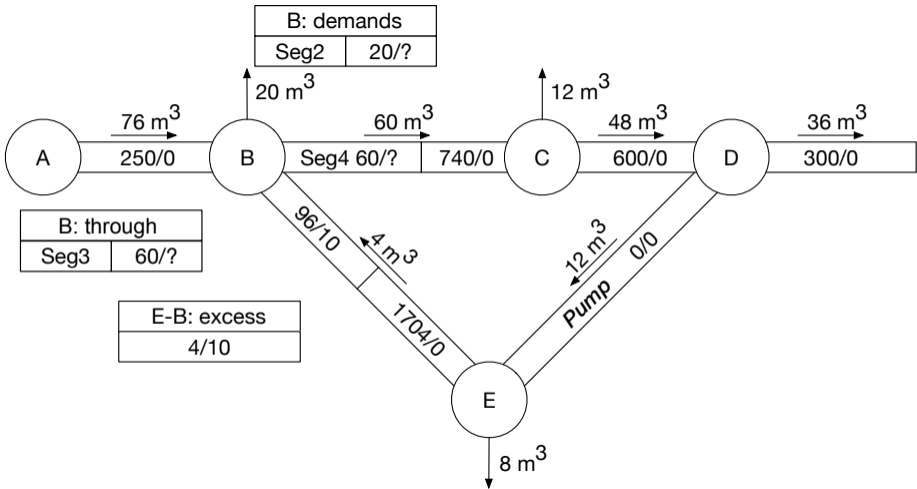 B: demands
Seg2 20/?
20 m³
12 m³
76 m³
60 m³
48 m³
36 m³
A
250/0
B
Seg4 60/?
740/0
C
600/0
D
300/0
B: through
Seg3 60/?
96/10
4 m³
12 m³
0/0
Pump
E-B: excess
4/10
1704/0
E
8 m³